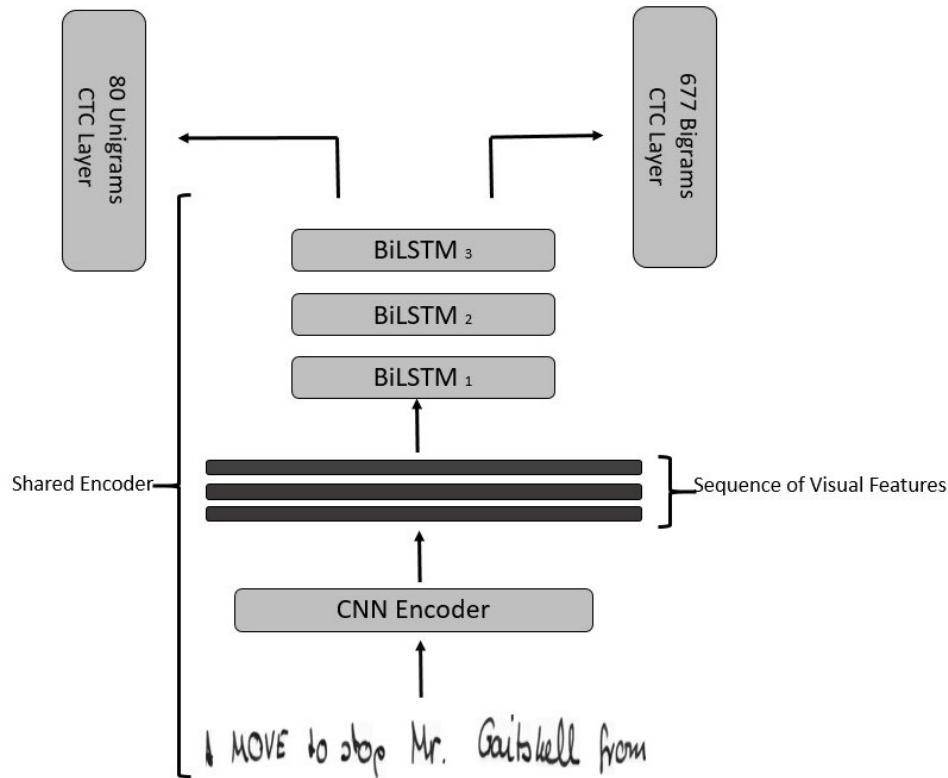 80 Unigrams
CTC Layer
677 Bigrams
CTC Layer
BiLSTM 3
BiLSTM 2
BiLSTM 1
Shared Encoder
Sequence of Visual Features
CNN Encoder
A MOVE to stop Mr. Gaitskell from